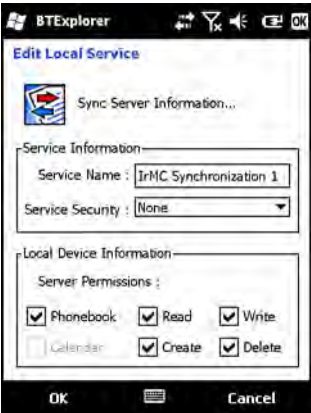 BTExplorer OK
Edit Local Service
Sync Server Information...
Service Information
Service Name : IrMC Synchronization 1
Service Security : None
Local Device Information
Server Permissions :
Phonebook Read Write
Calendar Create Delete
OK Cancel